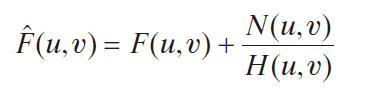 F̂(u,v) = F(u,v) + N(u,v) / H(u,v)